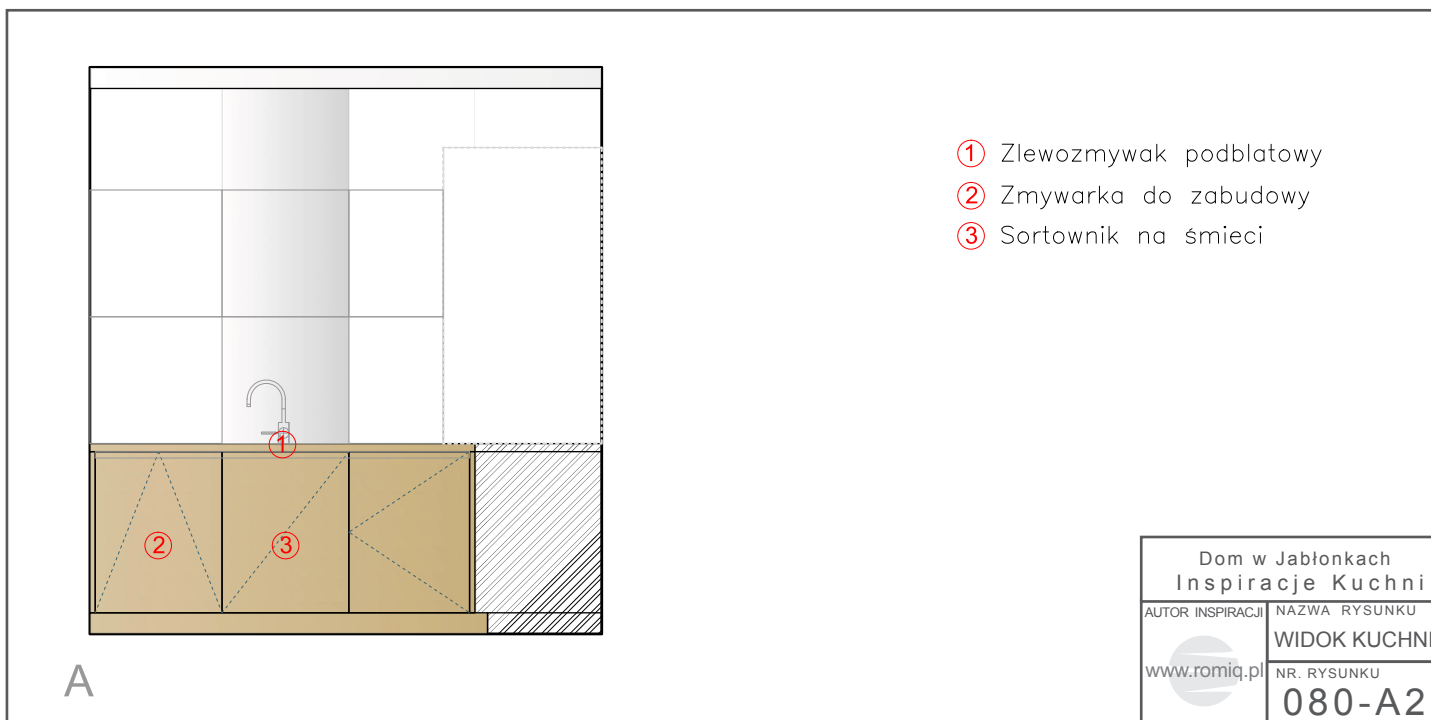 ① Zlewozmywak podblatowy
② Zmywarka do zabudowy
③ Sortownik na śmieci
1
2
3
A
Dom w Jabłonkach
Inspiracje Kuchni
AUTOR INSPIRACJI
www.romiq.pl
NAZWA RYSUNKU
WIDOK KUCHNI
NR. RYSUNKU
080-A2